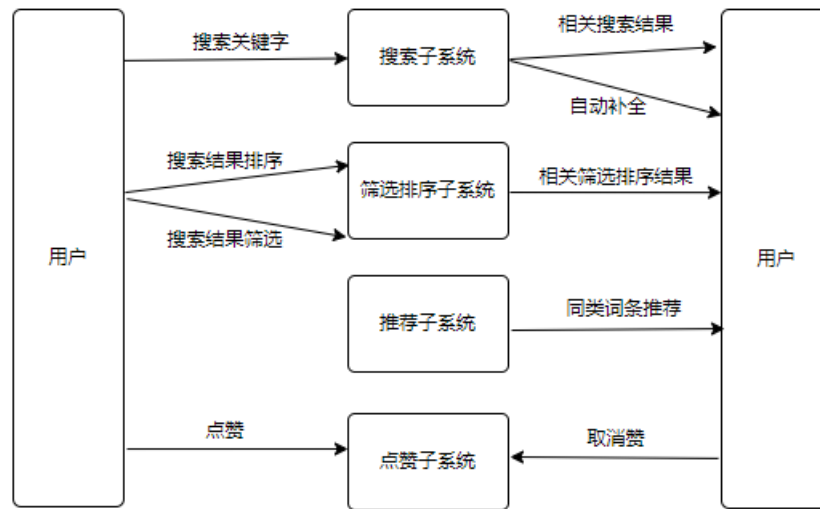 搜索关键字
搜索子系统
相关搜索结果
自动补全
搜索结果排序
筛选排序子系统
相关筛选排序结果
搜索结果筛选
用户
用户
推荐子系统
同类词条推荐
点赞
点赞子系统
取消赞